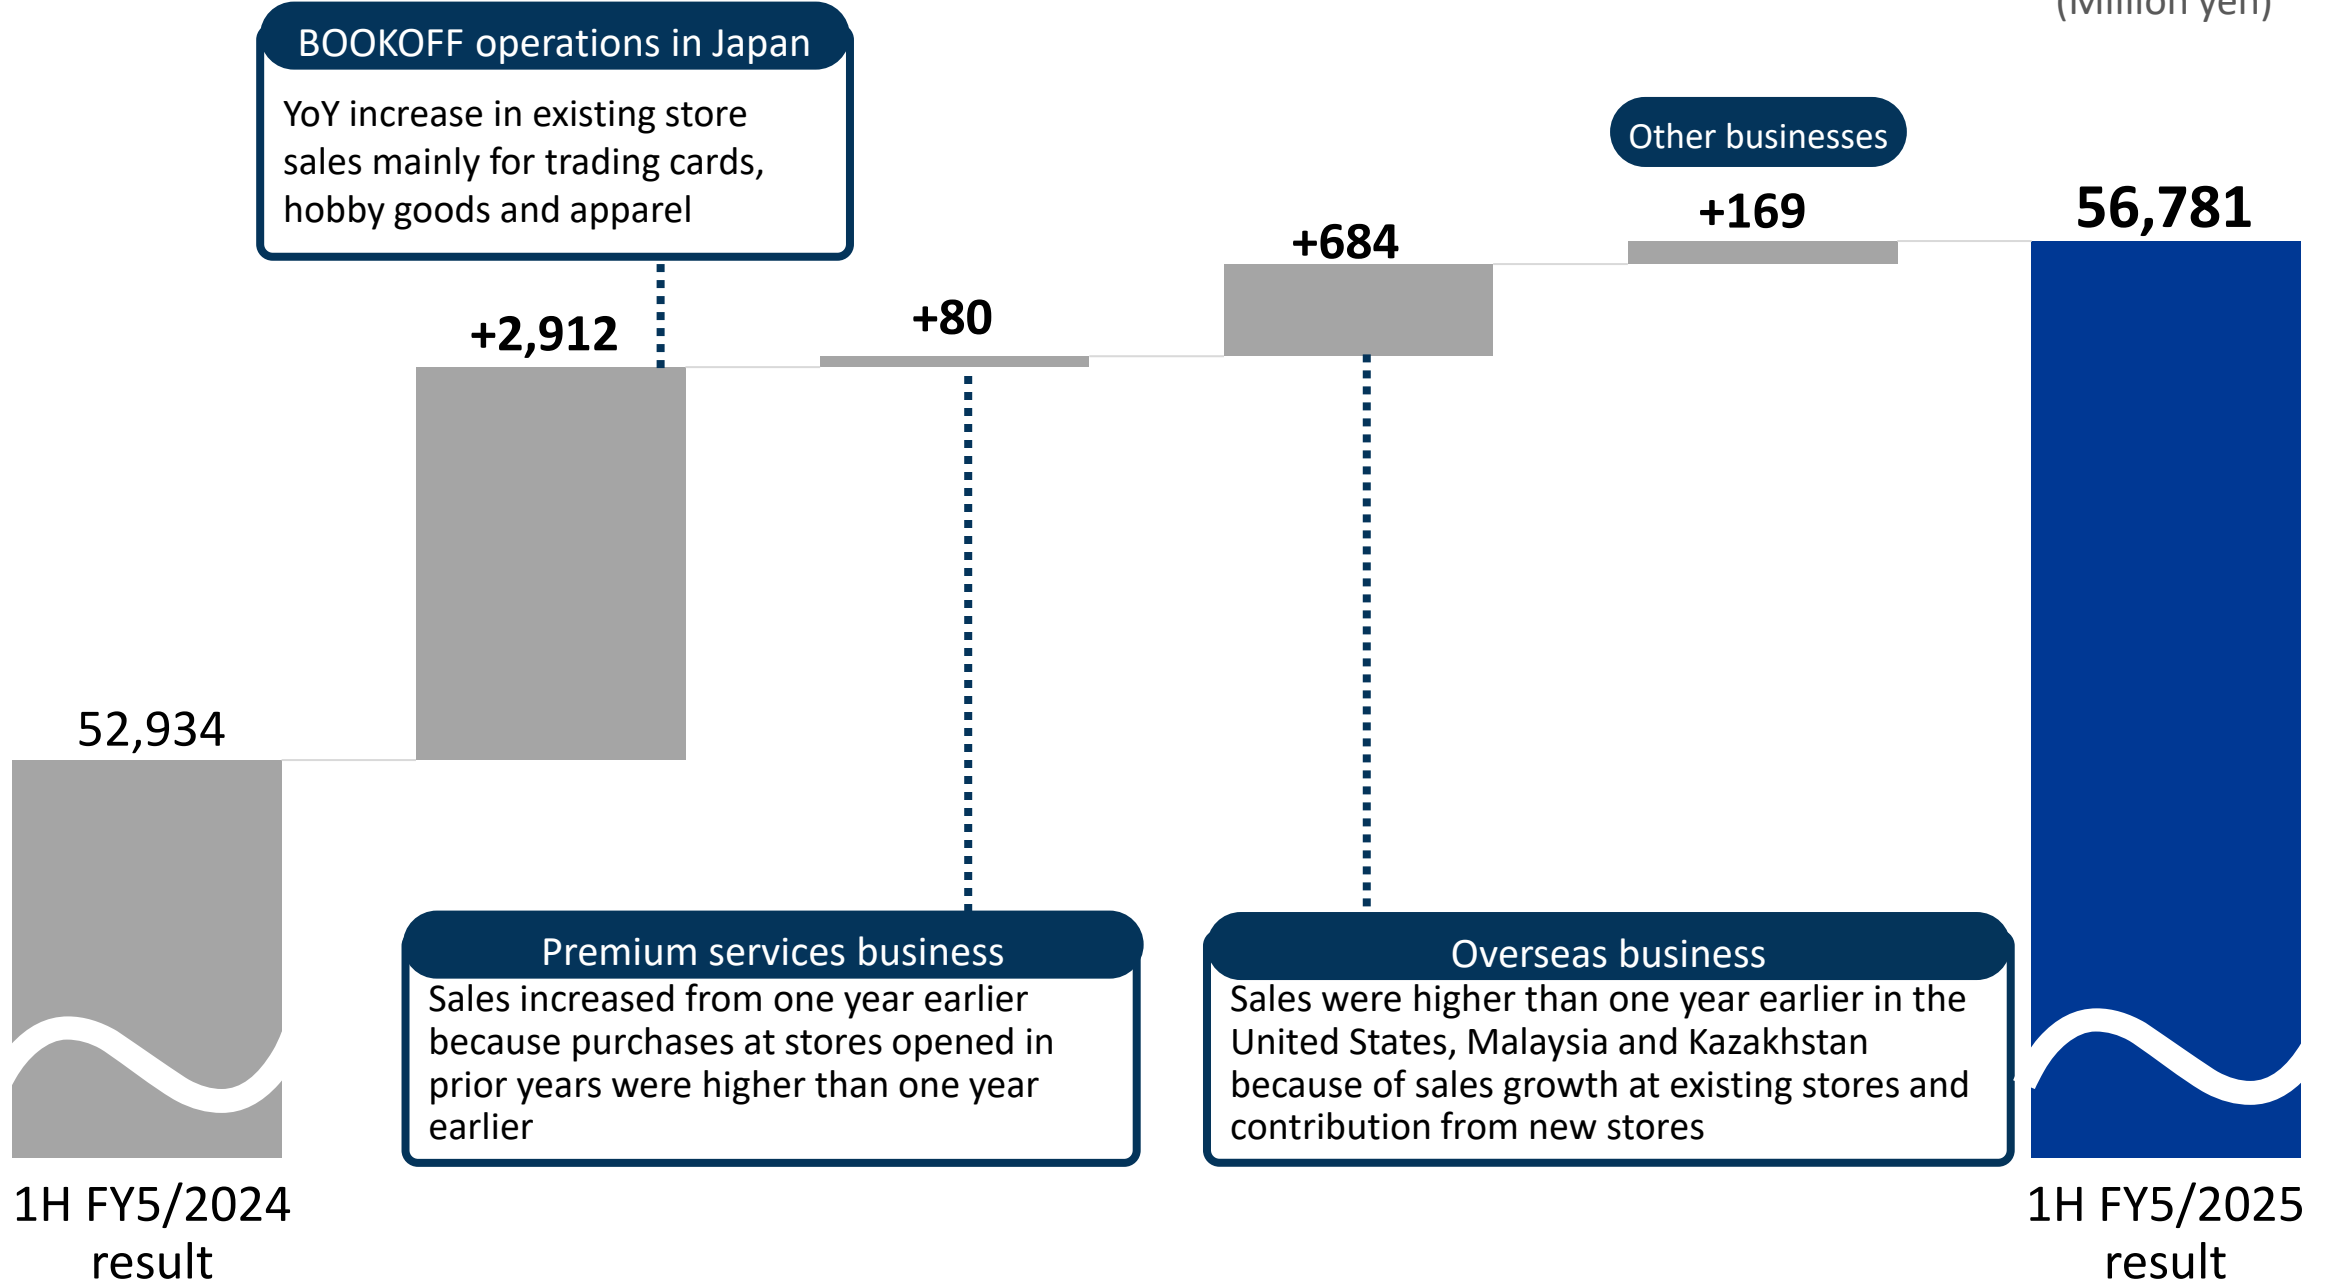 (Million yen)
BOOKOFF operations in Japan
YoY increase in existing store
sales mainly for trading cards,
hobby goods and apparel
Other businesses
+169
56,781
+684
+80
+2,912
52,934
Premium services business
Sales increased from one year earlier
because purchases at stores opened in
prior years were higher than one year
earlier
Overseas business
Sales were higher than one year earlier in the
United States, Malaysia and Kazakhstan
because of sales growth at existing stores and
contribution from new stores
1H FY5/2024
result
1H FY5/2025
result